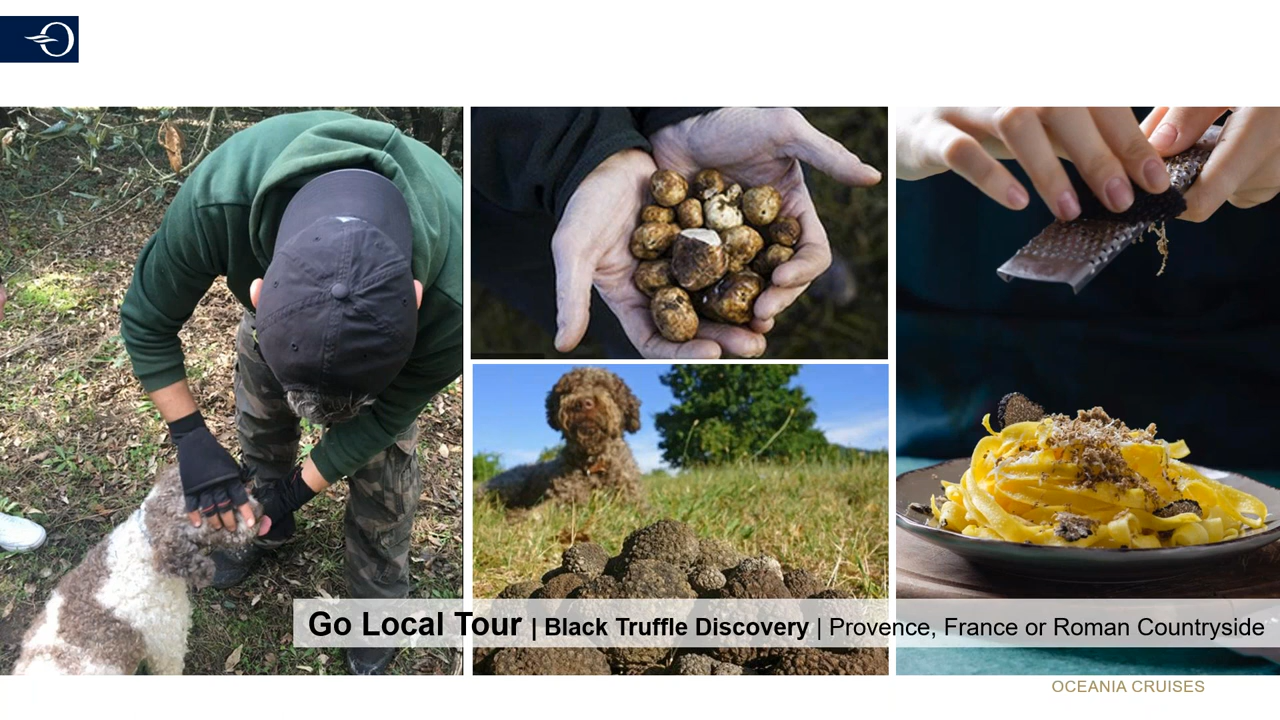 Go Local Tour | Black Truffle Discovery | Provence, France or Roman Countryside
OCEANIA CRUISES